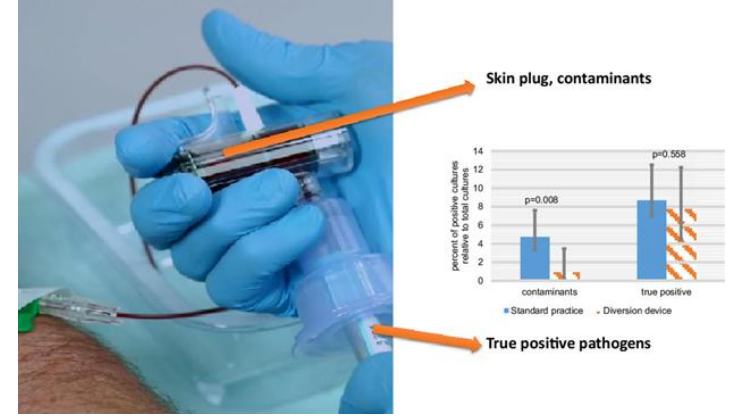 Skin plug, contaminants
percent of positive cultures
relative to total cultures
14
12
10
8
6
4
2
0
p=0.008
p=0.558
6
contaminants
true positive
Standard practice
Diversion device
True positive pathogens